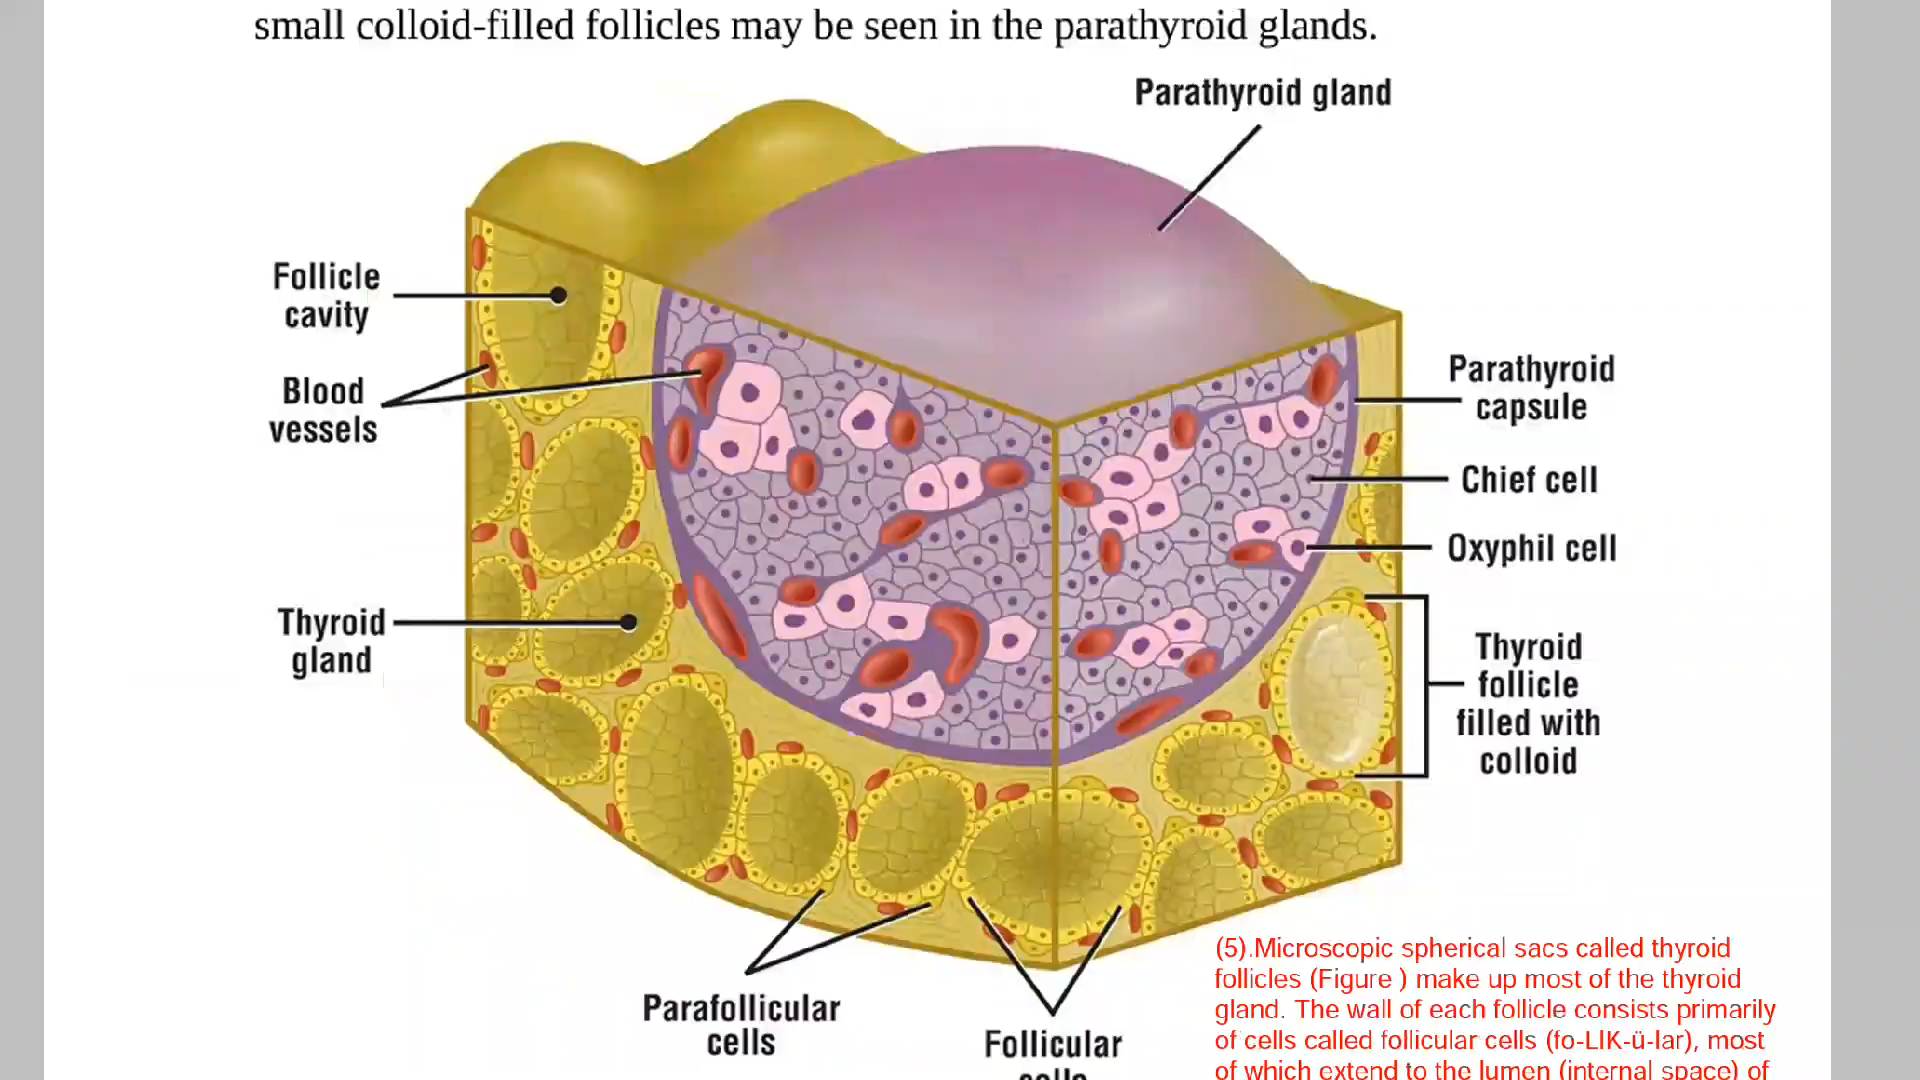 small colloid-filled follicles may be seen in the parathyroid glands.
Parathyroid gland
Follicle
cavity
Blood
vessels
Thyroid
gland
Parathyroid
capsule
Chief cell
Oxyphil cell
Thyroid
follicle
filled with
colloid
Parafollicular
cells
Follicular
cells
(5).Microscopic spherical sacs called thyroid
follicles (Figure ) make up most of the thyroid
gland. The wall of each follicle consists primarily
of cells called follicular cells (fo-LIK-ū-lar), most
of which extend to the lumen (internal space) of